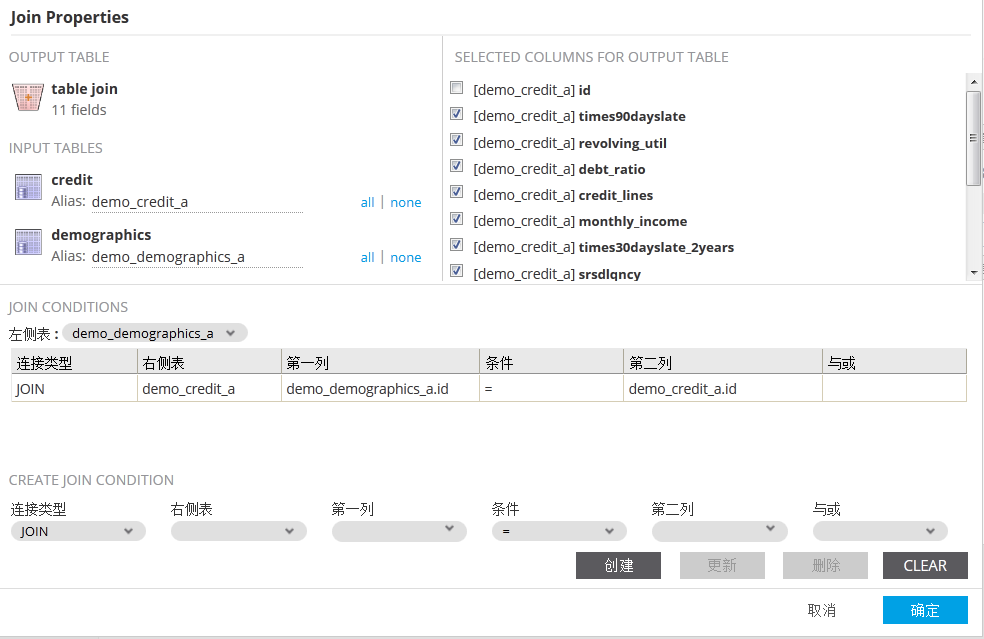 Join Properties
OUTPUT TABLE
table join
11 fields
INPUT TABLES
credit
Alias: demo_credit_a
all | none
demographics
Alias: demo_demographics_a
all | none
SELECTED COLUMNS FOR OUTPUT TABLE
[demo_credit_a] id
[demo_credit_a] times90dayslate
[demo_credit_a] revolving_util
[demo_credit_a] debt_ratio
[demo_credit_a] credit_lines
[demo_credit_a] monthly_income
[demo_credit_a] times30dayslate_2years
[demo_credit_a] srsdlqncy
JOIN CONDITIONS
左侧表 : demo_demographics_a
连接类型 右侧表 第一列 条件 第二列 与或
JOIN demo_credit_a demo_demographics_a.id = demo_credit_a.id
CREATE JOIN CONDITION
连接类型 右侧表 第一列 条件 第二列 与或
JOIN =
创建 更新 删除 CLEAR
取消 确定